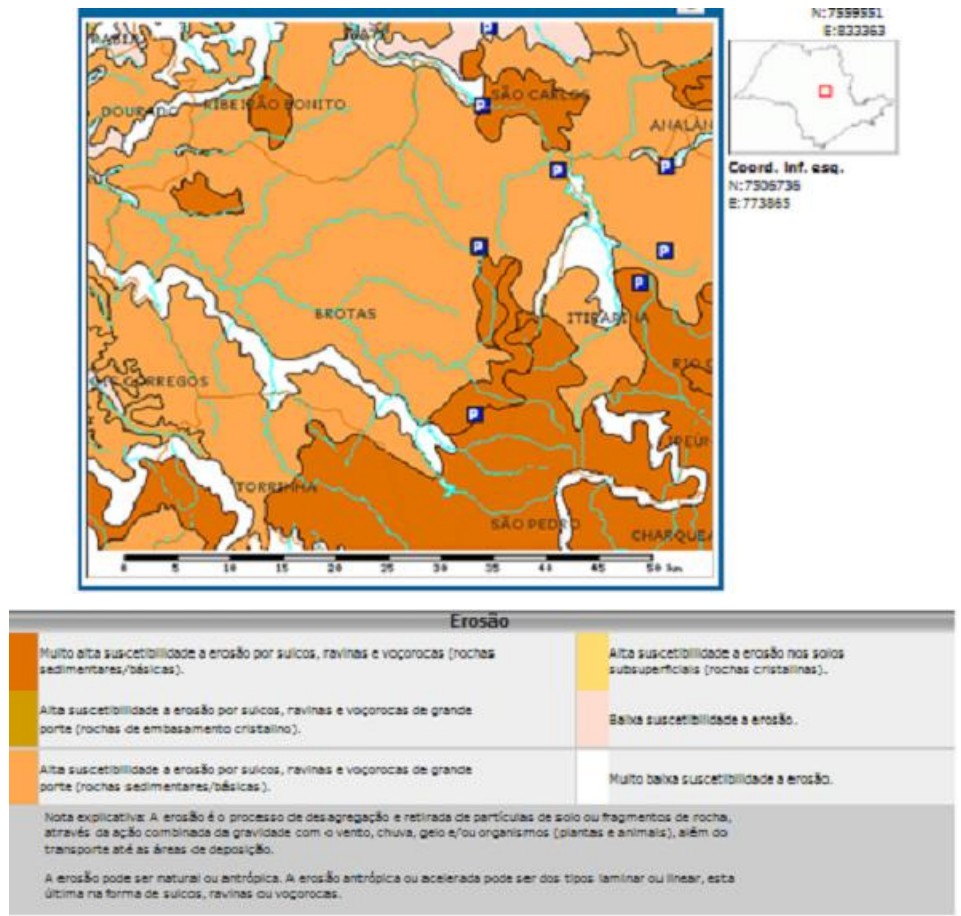 N:7559551
E:833363
RIBEIRÃO BONITO
SÃO CARLOS
DOURADO
Coord. Inf. esq.
N:7506736
E:773865
BROTAS
ITIRAPINA
TORRINHA
SÃO PEDRO
0 5 10 15 20 25 30 35 40 45 50 km
P
P
P
P
P
P
P
P
Erosão
Muito alta suscetibilidade a erosão por sulcos, ravinas e voçorocas (rochas
sedimentares/básicas).
Alta suscetibilidade a erosão nos solos
subsuperficiais (rochas cristalinas).
Alta suscetibilidade a erosão por sulcos, ravinas e voçorocas de grande
porte (rochas de embasamento cristalino).
Baixa suscetibilidade a erosão.
Alta suscetibilidade a erosão por sulcos, ravinas e voçorocas de grande
porte (rochas sedimentares/básicas).
Muito baixa suscetibilidade a erosão.
Nota explicativa: A erosão é o processo de desagregação e retirada de partículas de solo ou fragmentos de rocha,
através da ação combinada da gravidade com o vento, chuva, gelo e/ou organismos (plantas e animais), além do
transporte até as áreas de deposição.
A erosão pode ser natural ou antrópica. A erosão antrópica ou acelerada pode ser dos tipos laminar ou linear, esta
última na forma de sulcos, ravinas ou voçorocas.